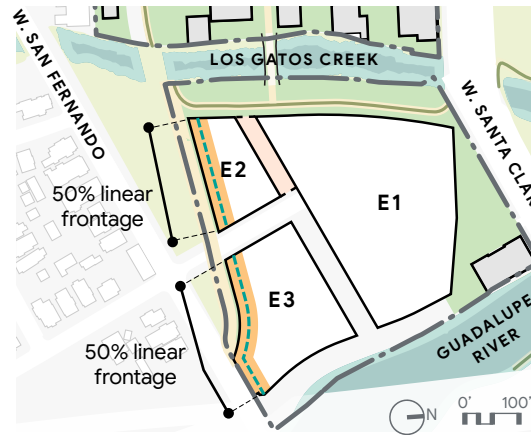 W. SAN FERNANDO
LOS GATOS CREEK
W. SANTA CLAR
E2
50% linear
frontage
E1
E3
50% linear
frontage
GUADALUPE
RIVER
N
0' 100'